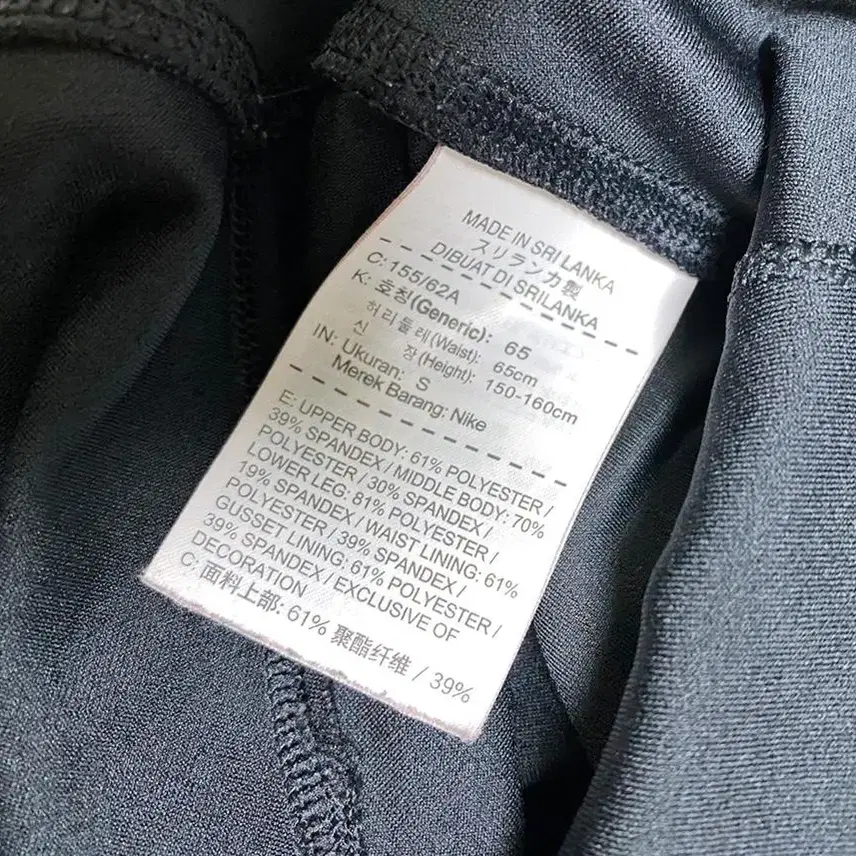 MADE IN SRI LANKA
スリランカ製
DIBUAT DI SRILANKA
C: 155/62A
K: 호칭(Generic): 65
허리둘레(Waist): 65cm
신 장(Height): 150-160cm
IN: Ukuran: S
Merek Barang: Nike
E: UPPER BODY: 61% POLYESTER /
39% SPANDEX / MIDDLE BODY: 70%
POLYESTER / 30% SPANDEX /
LOWER LEG: 81% POLYESTER /
19% SPANDEX / WAIST LINING: 61%
POLYESTER / 39% SPANDEX /
GUSSET LINING: 61% POLYESTER /
39% SPANDEX / EXCLUSIVE OF
DECORATION
C: 面料上部: 61% 聚酯纤维 / 39%